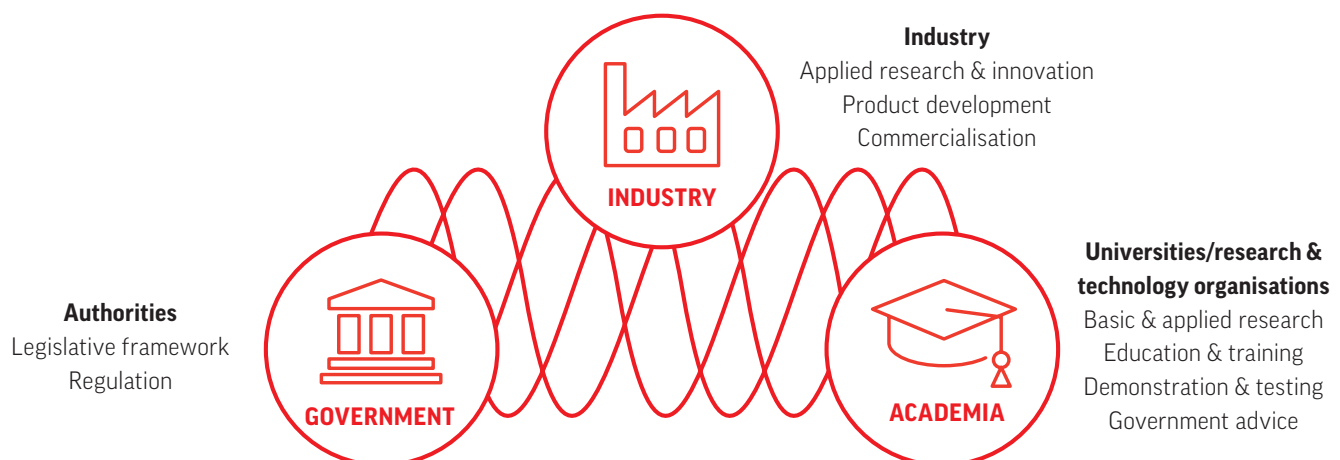 Industry
Applied research & innovation
Product development
Commercialisation
INDUSTRY
Authorities
Legislative framework
Regulation
GOVERNMENT
ACADEMIA
Universities/research &
technology organisations
Basic & applied research
Education & training
Demonstration & testing
Government advice